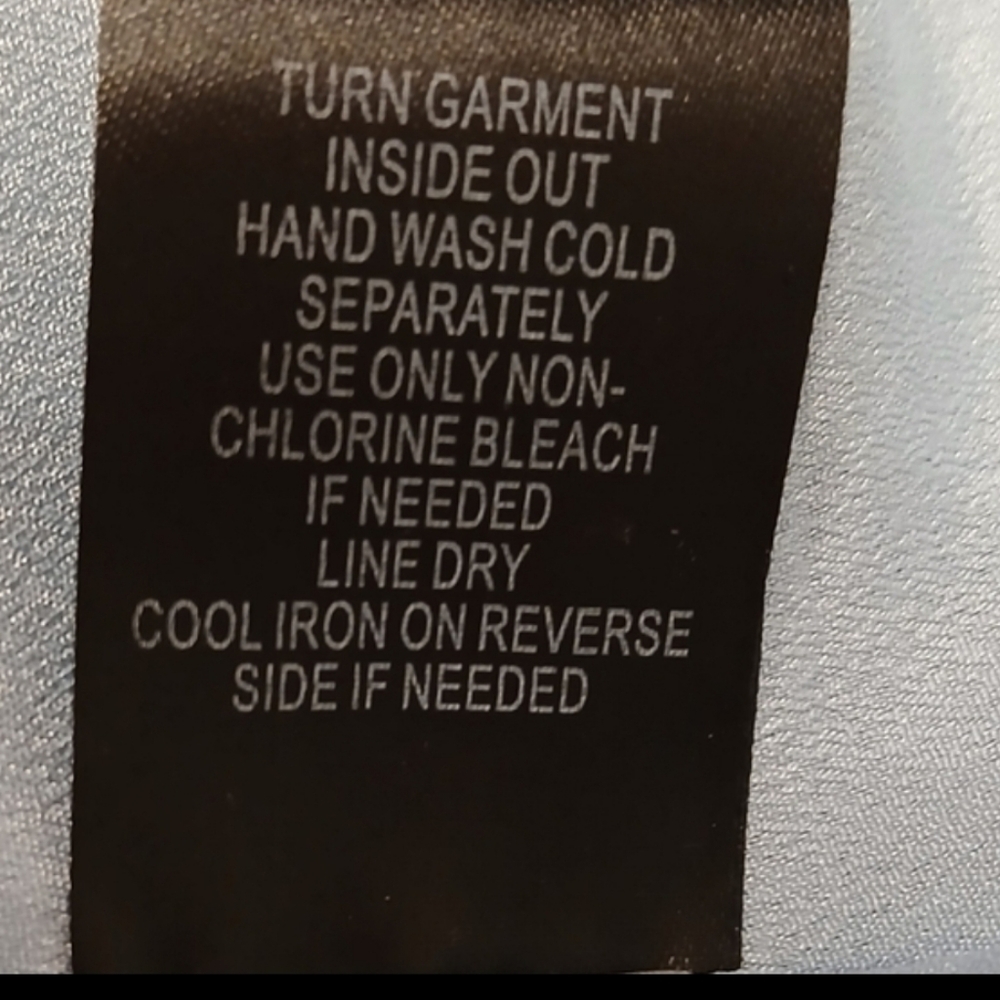 TURN GARMENT
INSIDE OUT
HAND WASH COLD
SEPARATELY
USE ONLY NON-
CHLORINE BLEACH
IF NEEDED
LINE DRY
COOL IRON ON REVERSE
SIDE IF NEEDED